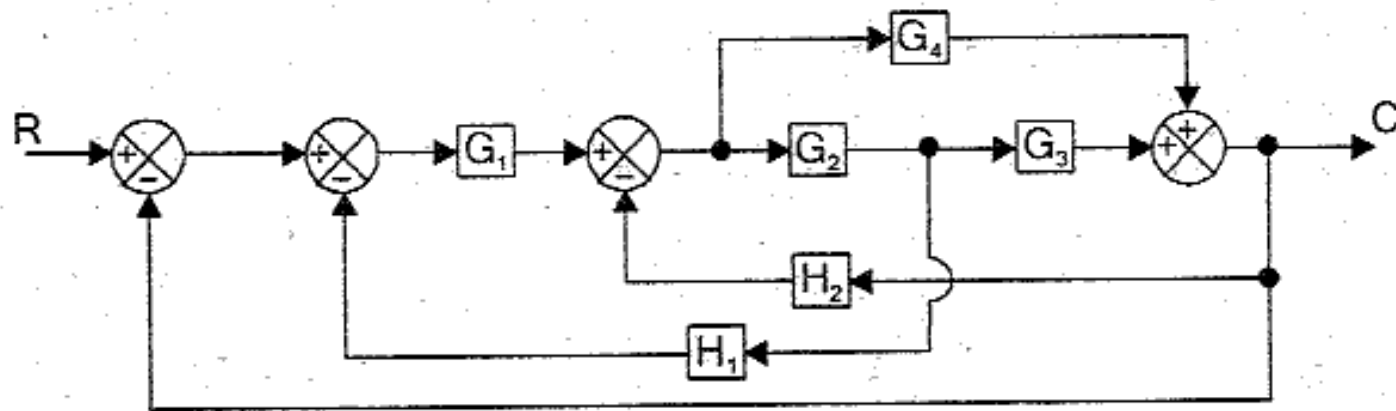 G₄
R + − + − G₁ + − G₂ G₃ + + C
H₂
H₁